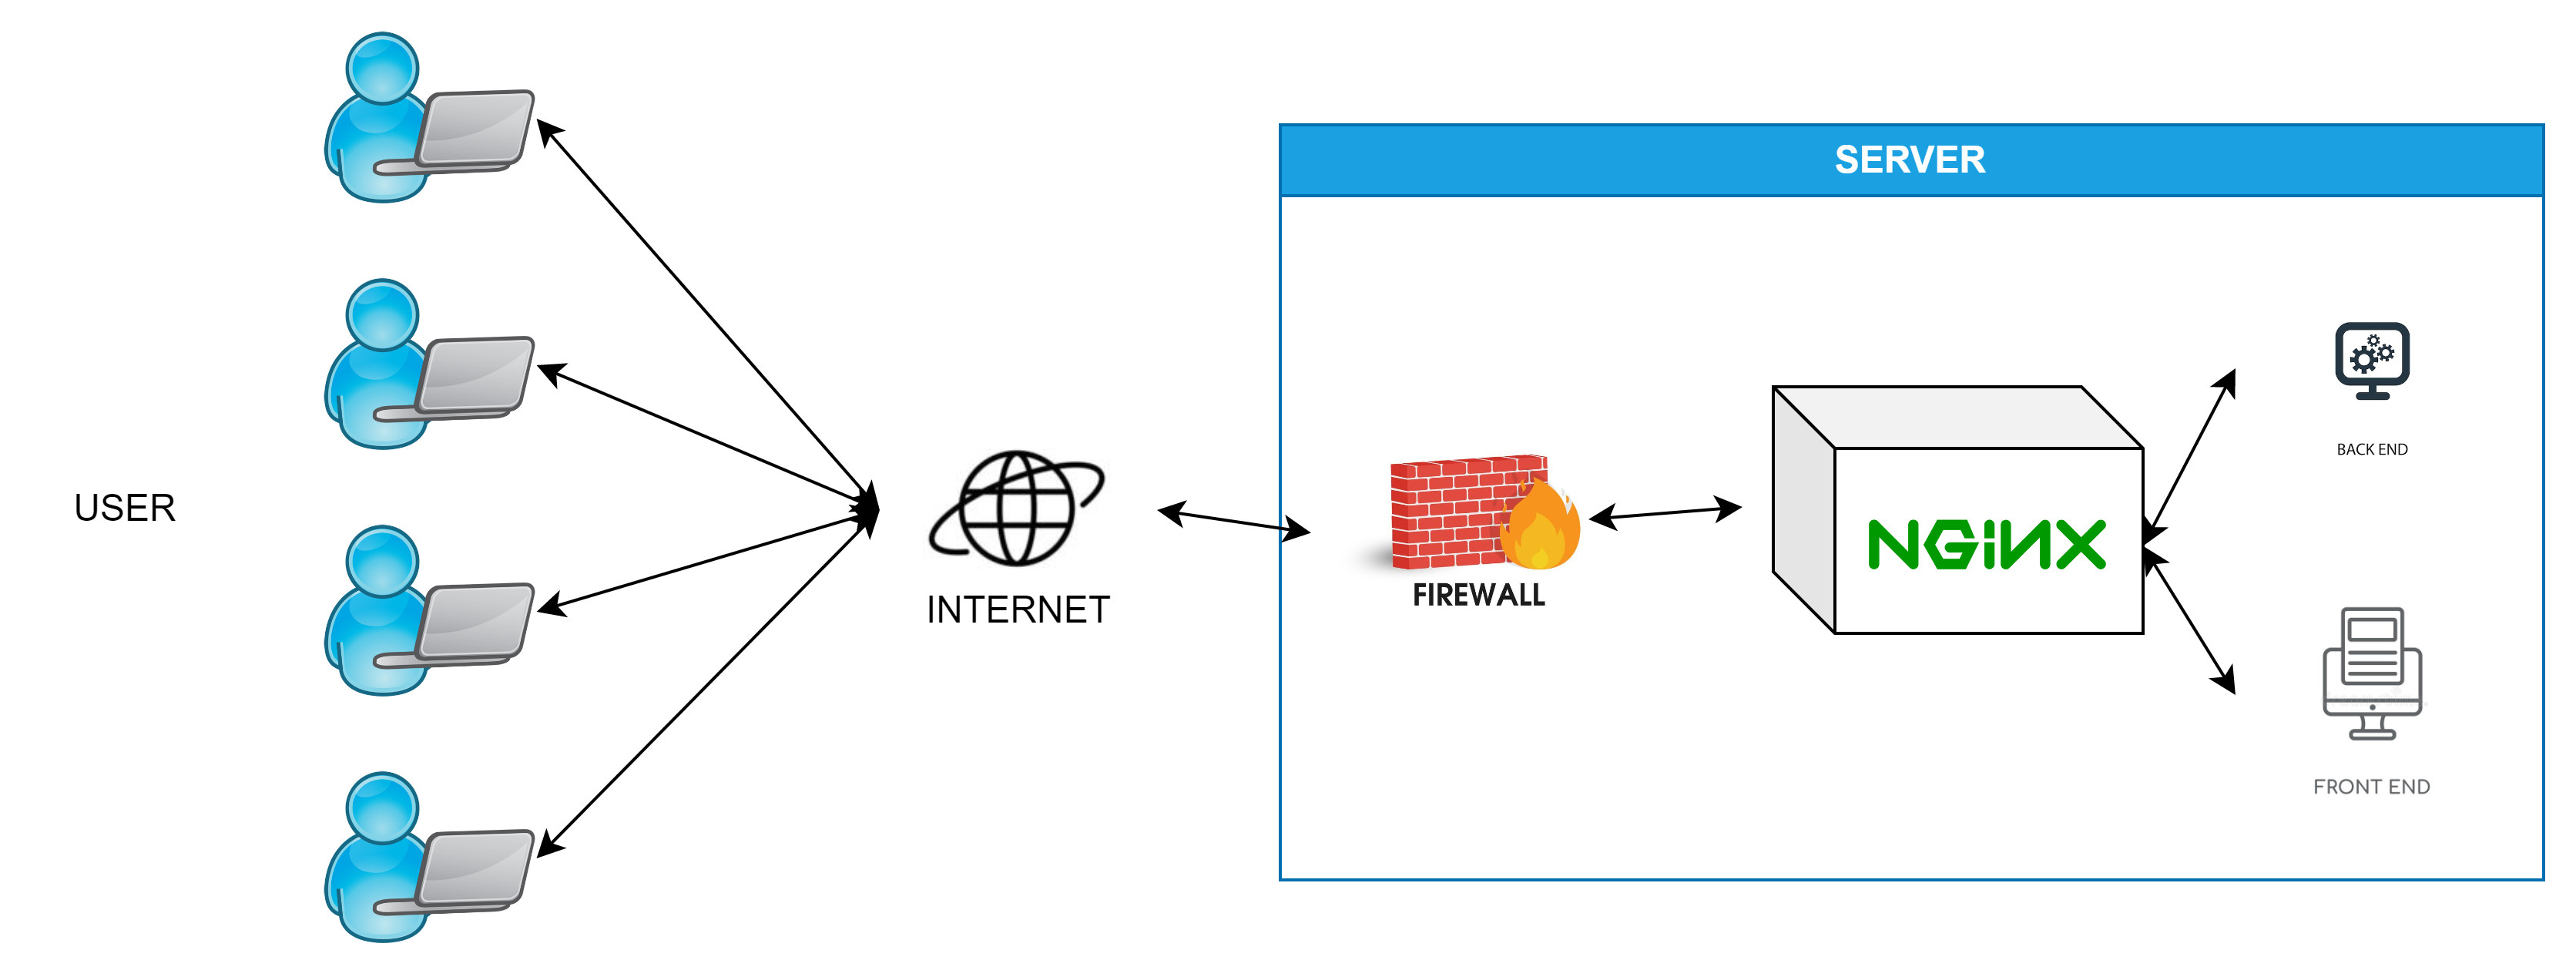 USER
INTERNET
SERVER
FIREWALL
NGINX
BACK END
FRONT END